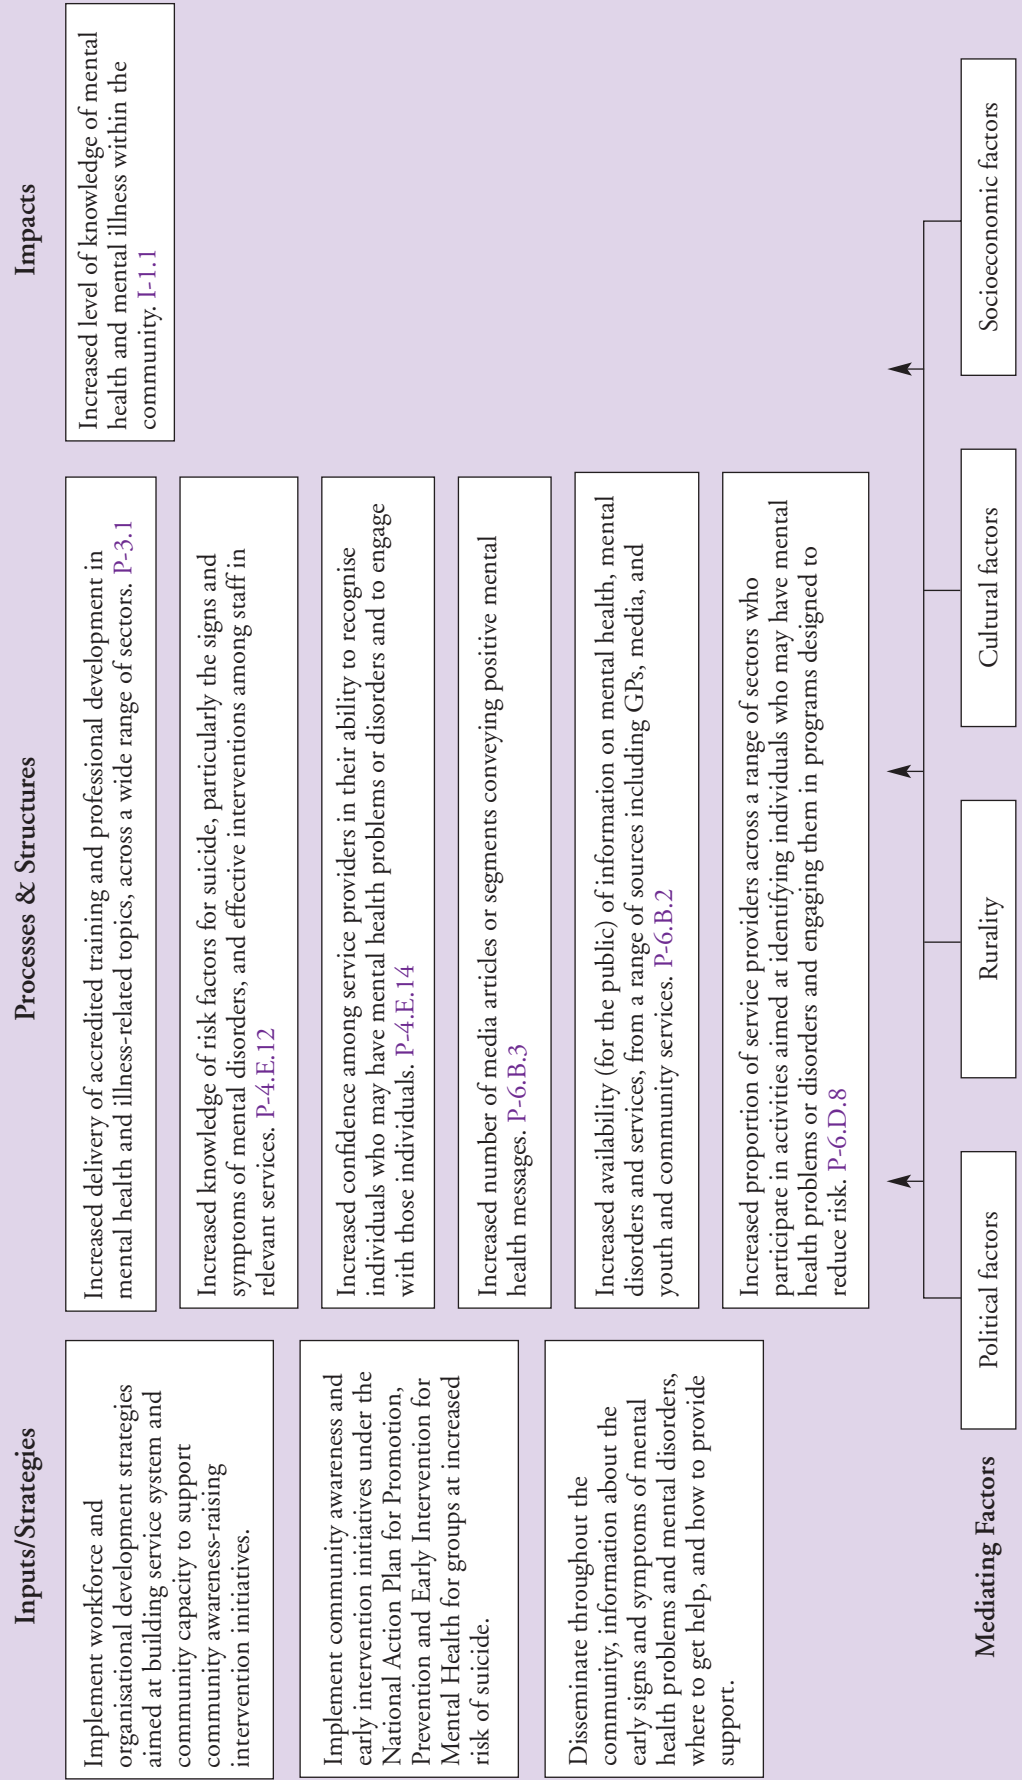 Inputs/Strategies
Implement workforce and
organisational development strategies
aimed at building service system and
community capacity to support
community awareness-raising
intervention initiatives.
Implement community awareness and
early intervention initiatives under the
National Action Plan for Promotion,
Prevention and Early Intervention for
Mental Health for groups at increased
risk of suicide.
Disseminate throughout the
community, information about the
early signs and symptoms of mental
health problems and mental disorders,
where to get help, and how to provide
support.
Processes & Structures
Increased delivery of accredited training and professional development in
mental health and illness-related topics, across a wide range of sectors. P-3.1
Increased knowledge of risk factors for suicide, particularly the signs and
symptoms of mental disorders, and effective interventions among staff in
relevant services. P-4.E.12
Increased confidence among service providers in their ability to recognise
individuals who may have mental health problems or disorders and to engage
with those individuals. P-4.E.14
Increased number of media articles or segments conveying positive mental
health messages. P-6.B.3
Increased availability (for the public) of information on mental health, mental
disorders and services, from a range of sources including GPs, media, and
youth and community services. P-6.B.2
Increased proportion of service providers across a range of sectors who
participate in activities aimed at identifying individuals who may have mental
health problems or disorders and engaging them in programs designed to
reduce risk. P-6.D.8
Impacts
Increased level of knowledge of mental
health and mental illness within the
community. I-1.1
Mediating Factors
Political factors
Rurality
Cultural factors
Socioeconomic factors